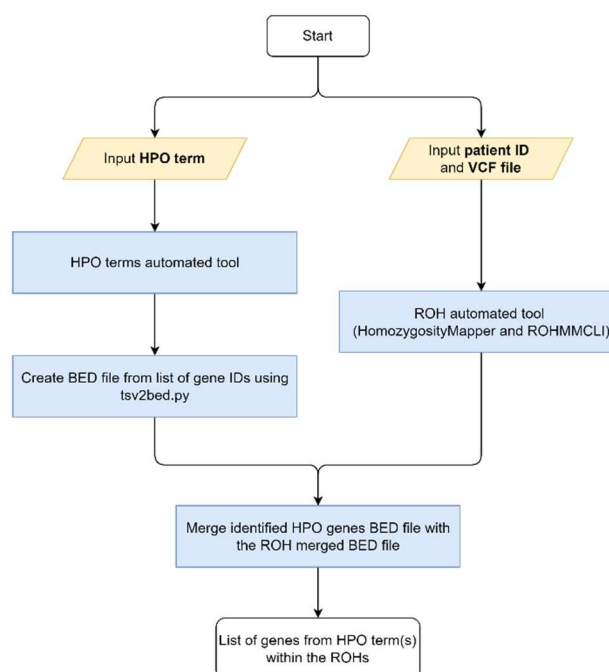 Start
Input HPO term
Input patient ID
and VCF file
HPO terms automated tool
ROH automated tool
(HomozygosityMapper and ROHMMCLI)
Create BED file from list of gene IDs using
tsv2bed.py
Merge identified HPO genes BED file with
the ROH merged BED file
List of genes from HPO term(s)
within the ROHs